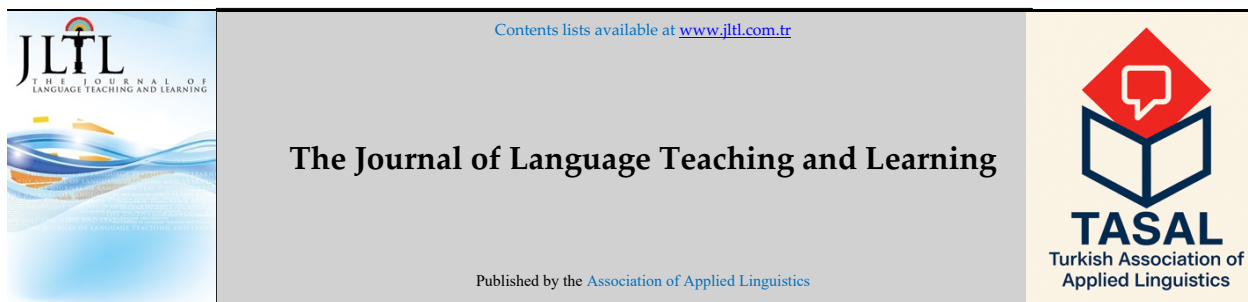 JLTL
THE JOURNAL OF
LANGUAGE TEACHING AND LEARNING
Contents lists available at www.jltl.com.tr
The Journal of Language Teaching and Learning
Published by the Association of Applied Linguistics
TASAL
Turkish Association of
Applied Linguistics